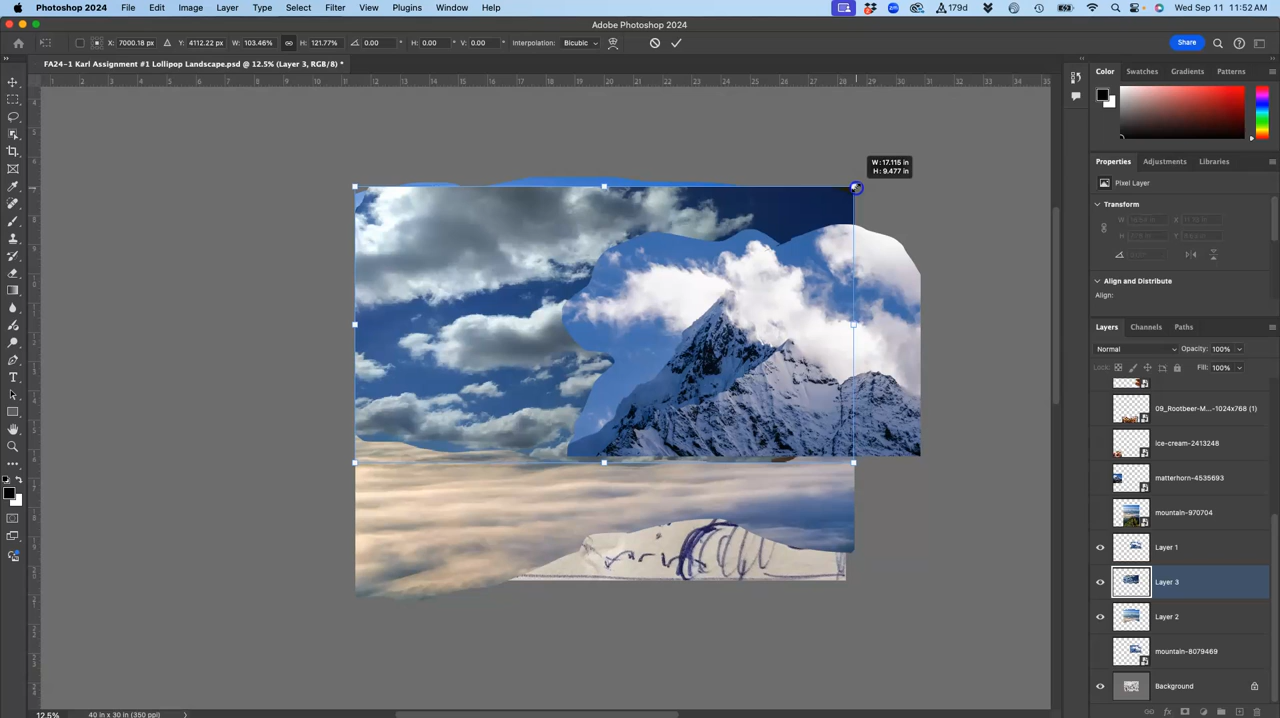 Photoshop 2024 File Edit Image Layer Type Select Filter View Plugins Window Help 179d Wed Sep 11 11:52 AM
Adobe Photoshop 2024
X: 7000.18 px Y: 4112.22 px W: 103.46% H: 121.77% 0.00 H: 0.00 V: 0.00 Interpolation: Bicubic Share
FA24-1 Karl Assignment #1 Lollipop Landscape.psd @ 12.5% (Layer 3, RGB/8) *
Color Swatches Gradients Patterns
W: 17.115 in
H: 9.477 in
Properties Adjustments Libraries
Pixel Layer
Transform
Align and Distribute
Align:
Layers Channels Paths
Normal Opacity: 100%
Lock: Fill: 100%
09_Rootbeer-M...-1024x768 (1)
ice-cream-2413248
matterhorn-4535693
mountain-970704
Layer 1
Layer 3
Layer 2
mountain-8079469
Background
12.5% 40 in x 30 in (350 ppi)